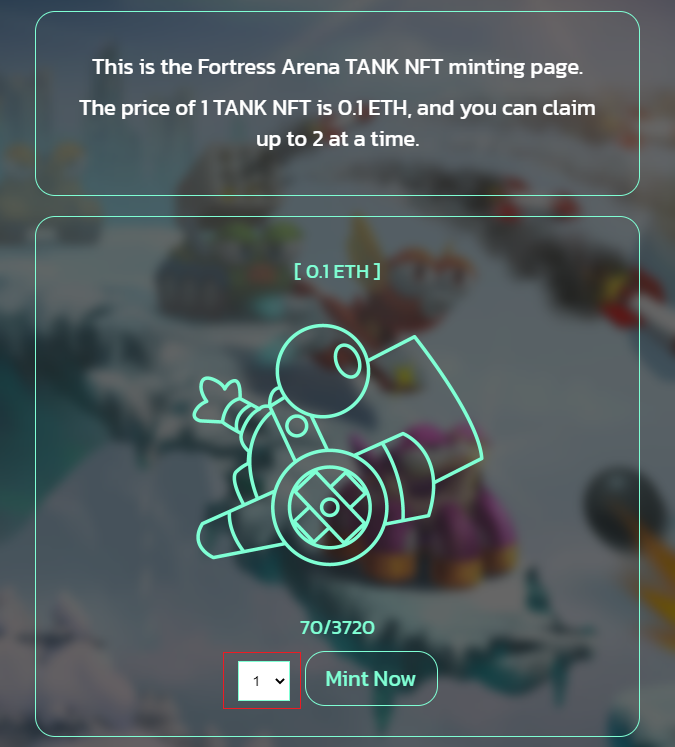 This is the Fortress Arena TANK NFT minting page.
The price of 1 TANK NFT is 0.1 ETH, and you can claim
up to 2 at a time.
[ 0.1 ETH ]
70/3720
1
Mint Now